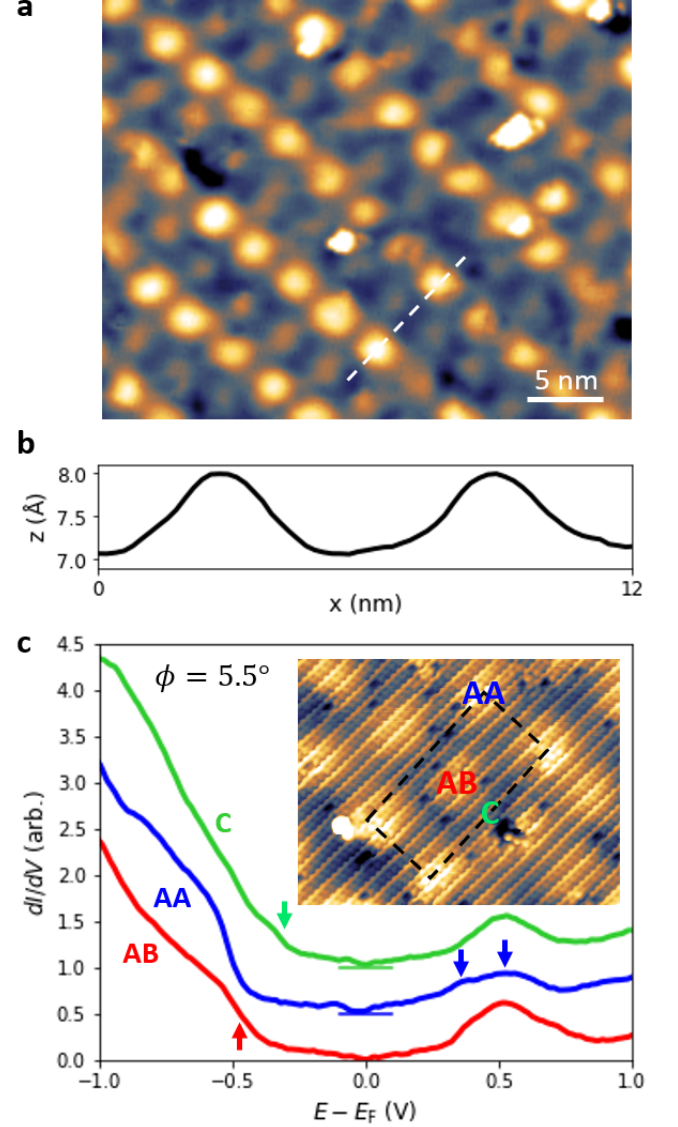 a
5 nm
b
8.0
7.5
7.0
z (Å)
0
12
x (nm)
c
4.5
4.0
3.5
3.0
2.5
2.0
1.5
1.0
0.5
0.0
dI/dV (arb.)
ϕ = 5.5°
AA
AB
C
C
AA
AB
−1.0
−0.5
0.0
0.5
1.0
E − E_F (V)